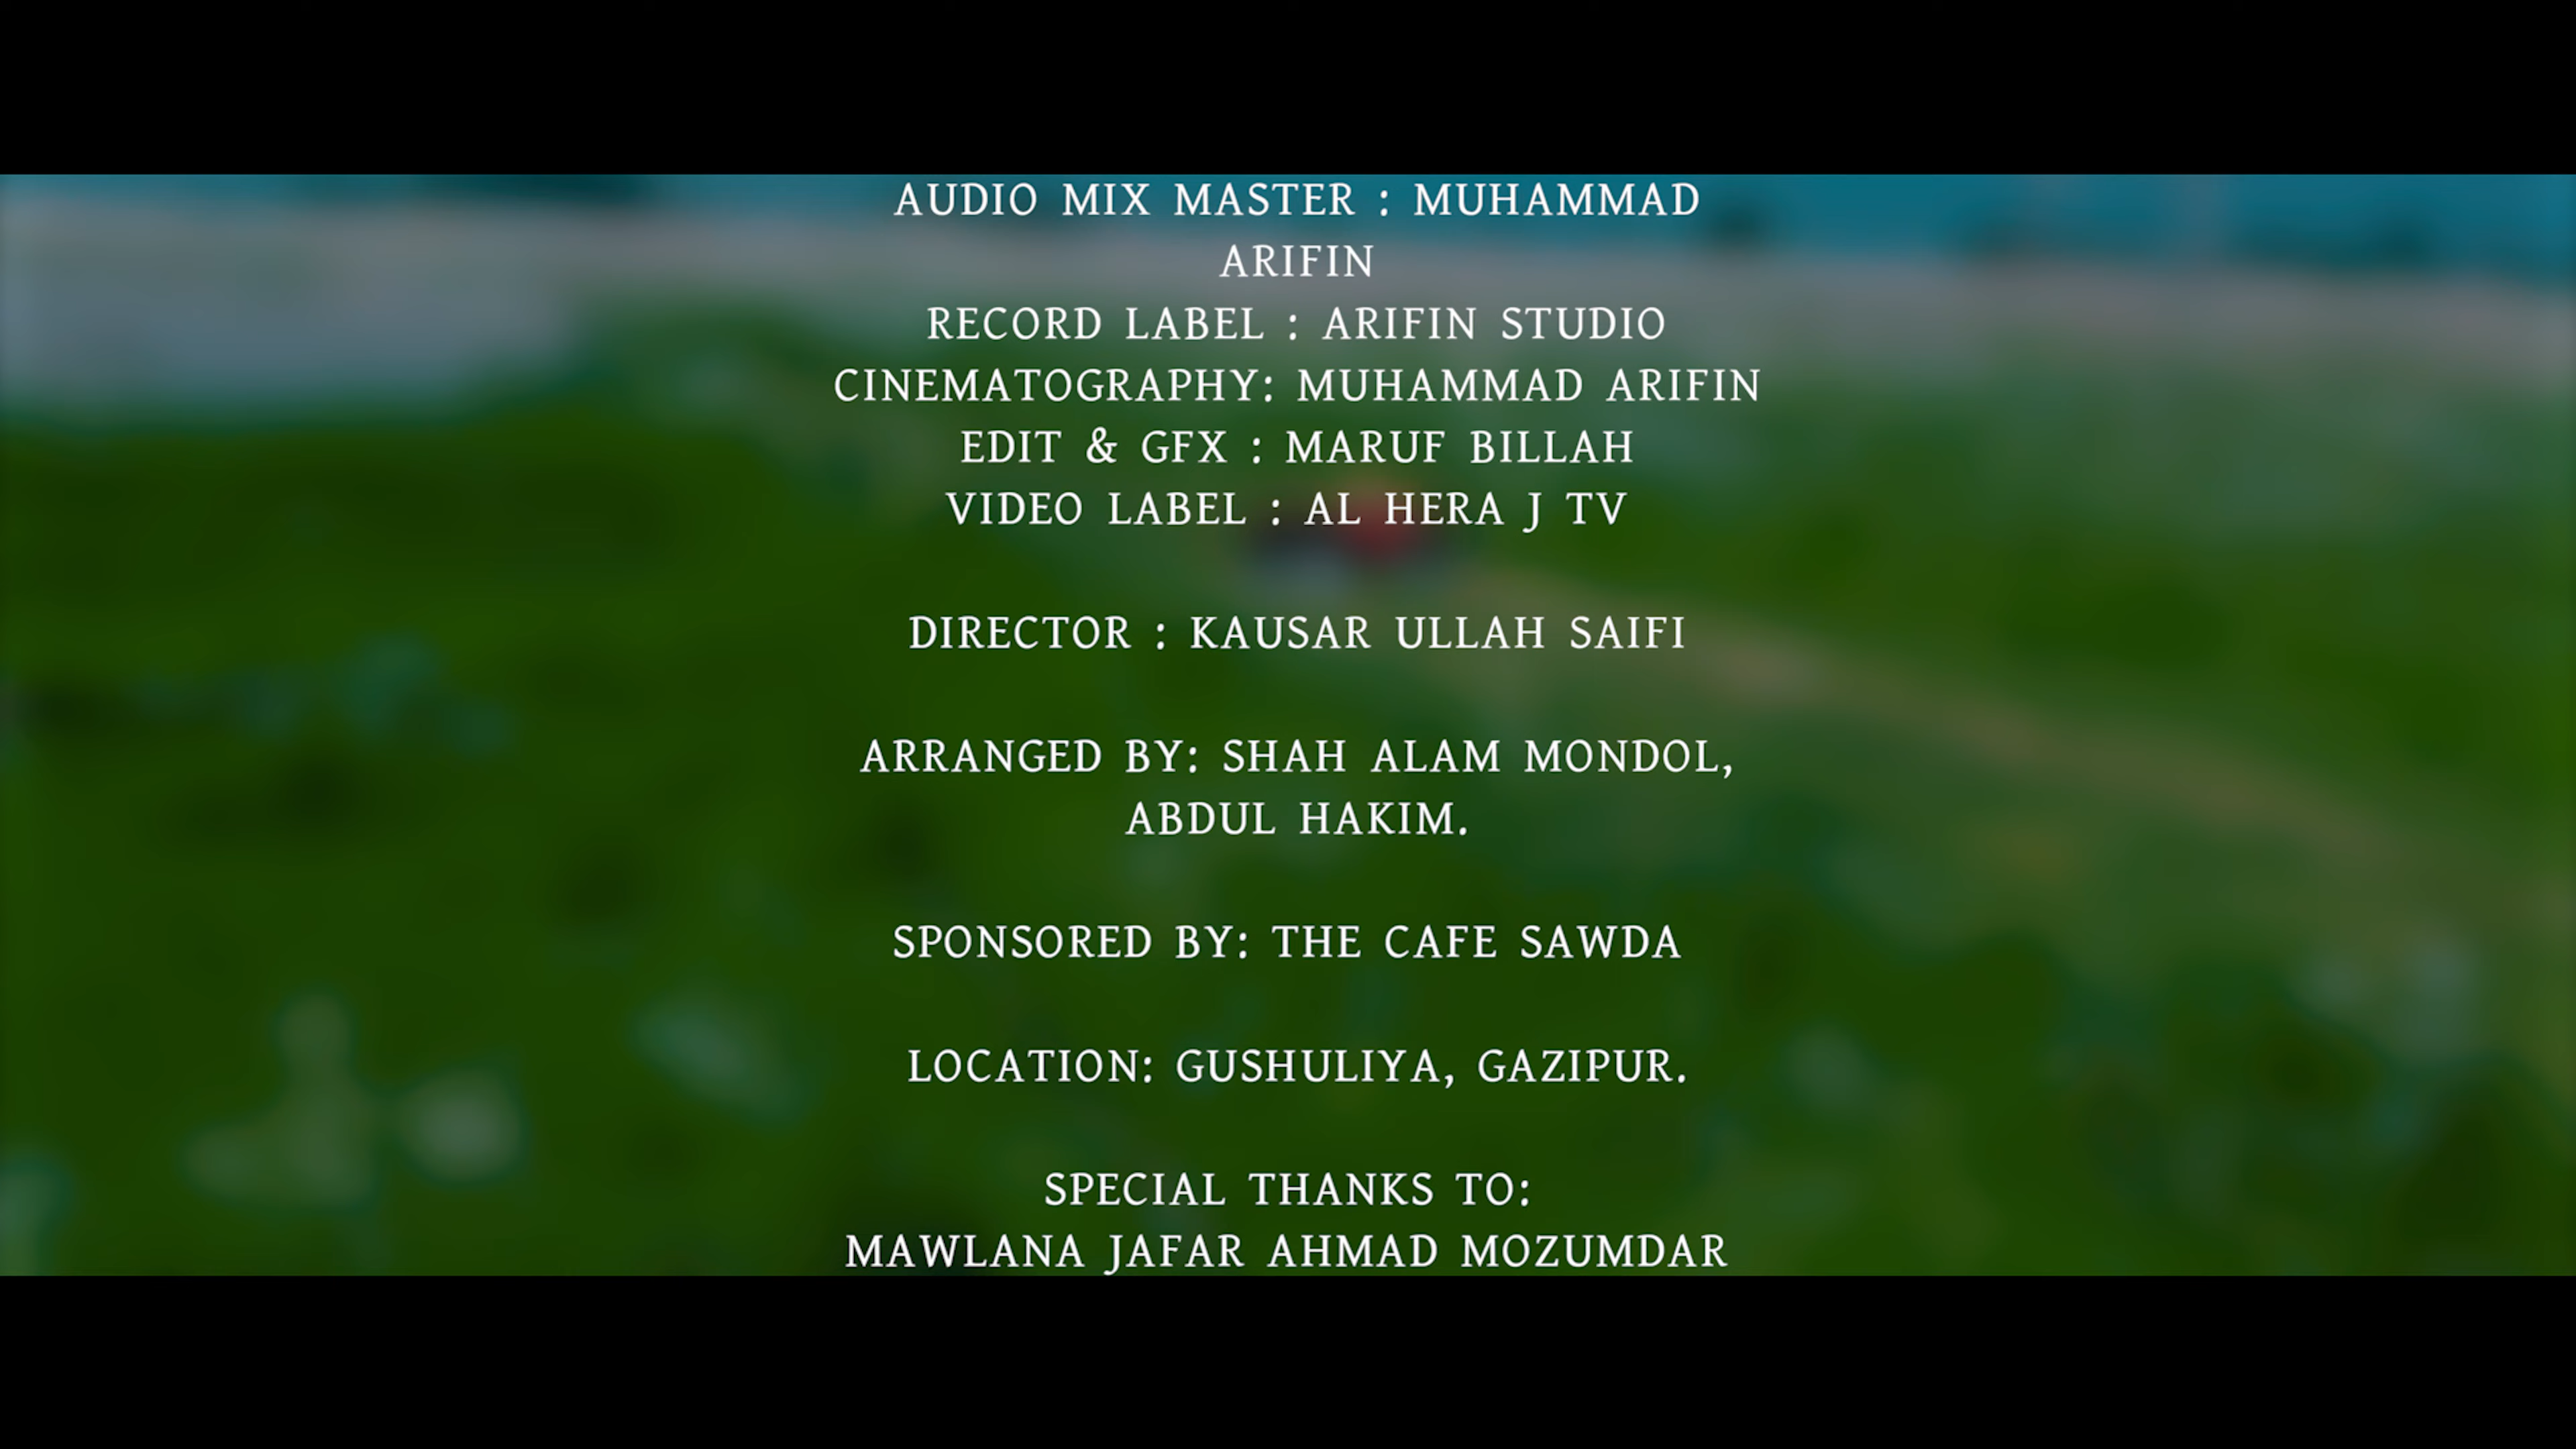 AUDIO MIX MASTER : MUHAMMAD
ARIFIN
RECORD LABEL : ARIFIN STUDIO
CINEMATOGRAPHY: MUHAMMAD ARIFIN
EDIT & GFX : MARUF BILLAH
VIDEO LABEL : AL HERA J TV
DIRECTOR : KAUSAR ULLAH SAIFI
ARRANGED BY: SHAH ALAM MONDOL,
ABDUL HAKIM.
SPONSORED BY: THE CAFE SAWDA
LOCATION: GUSHULIYA, GAZIPUR.
SPECIAL THANKS TO:
MAWLANA JAFAR AHMAD MOZUMDAR